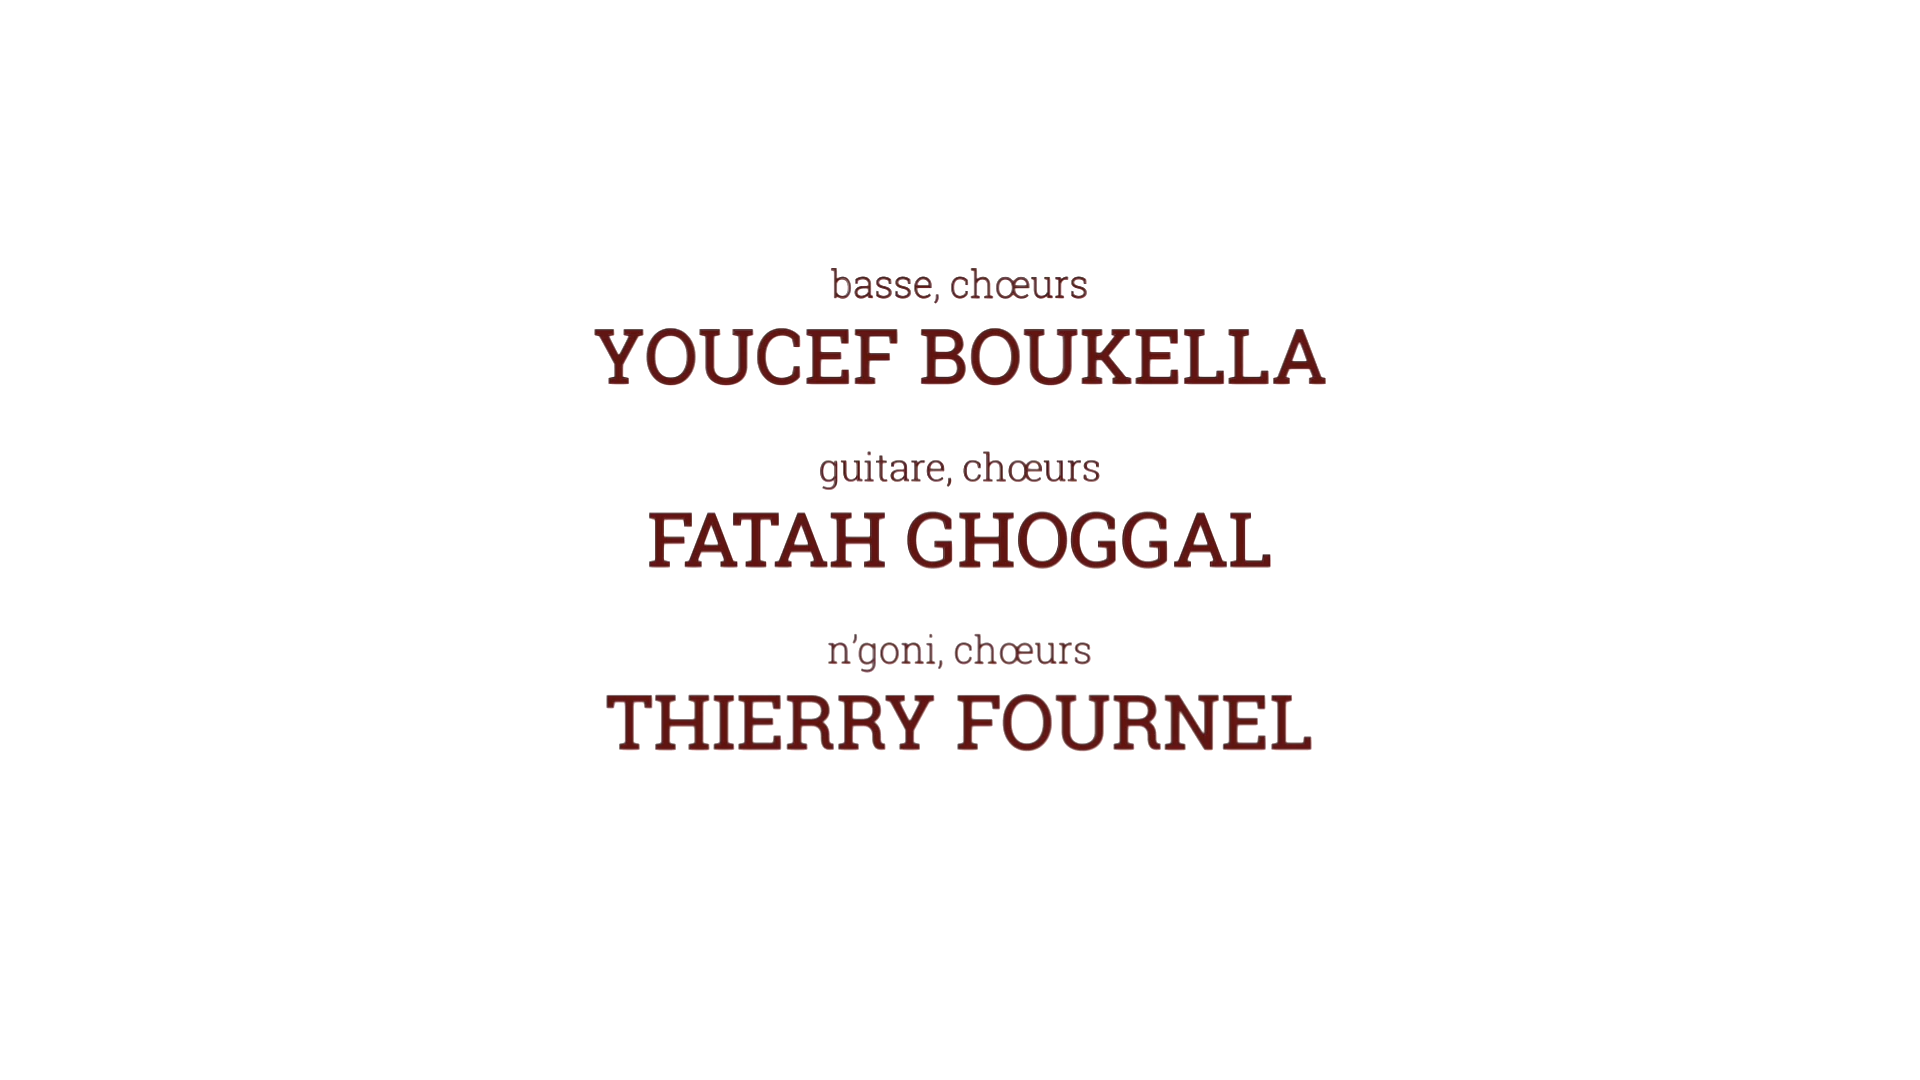 basse, chœurs
YOUCEF BOUKELLA
guitare, chœurs
FATAH GHOGGAL
n’goni, chœurs
THIERRY FOURNEL